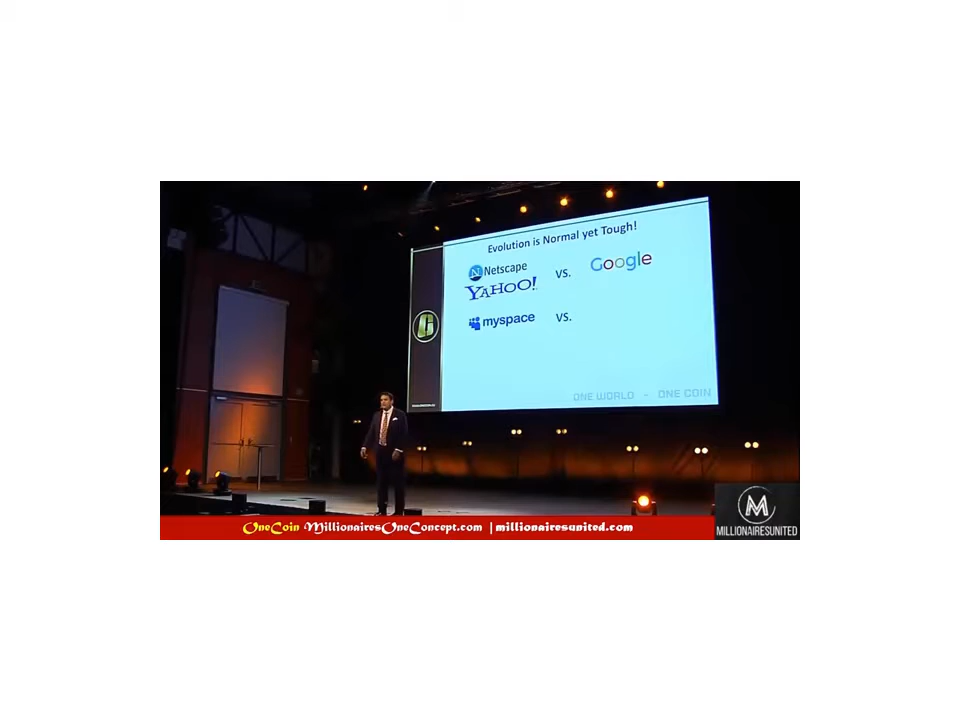 Evolution is Normal yet Tough!
Netscape
YAHOO!
vs.
Google
myspace
vs.
ONE WORLD - ONE COIN
OneCoin MillionairesOneConcept.com | millionairesunited.com
M
MILLIONAIRESUNITED